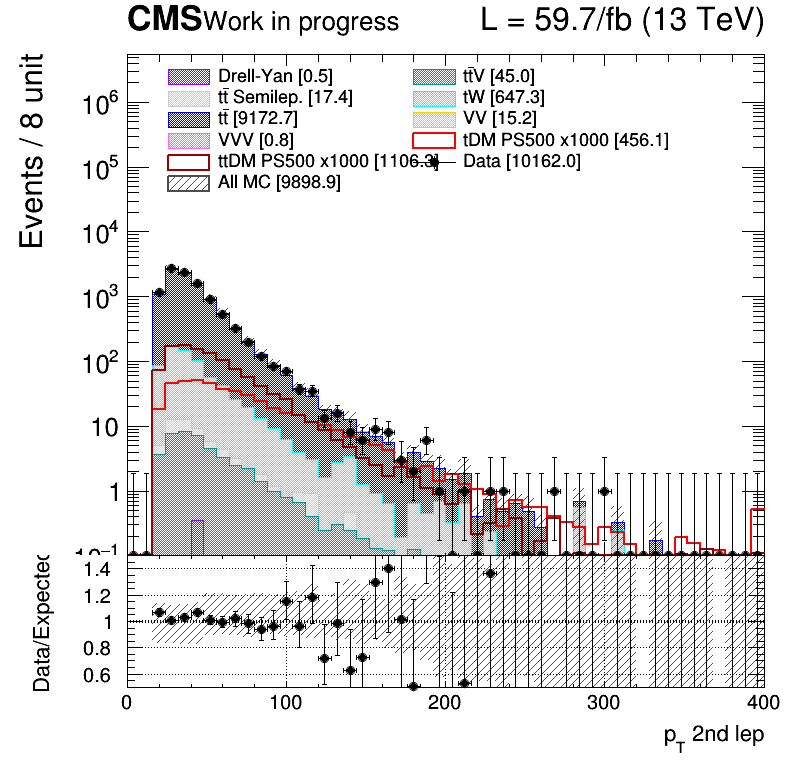 CMS Work in progress L = 59.7/fb (13 TeV)
Events / 8 unit
Drell-Yan [0.5] tt̄V [45.0]
tt̄ Semilep. [17.4] tW [647.3]
tt̄ [9172.7] VV [15.2]
VVV [0.8] tDM PS500 x1000 [456.1]
ttDM PS500 x1000 [1106.3] Data [10162.0]
All MC [9898.9]
10⁶
10⁵
10⁴
10³
10²
10
1
10⁻¹
Data/Expected
1.4
1.2
1
0.8
0.6
0 100 200 300 400
p_T 2nd lep